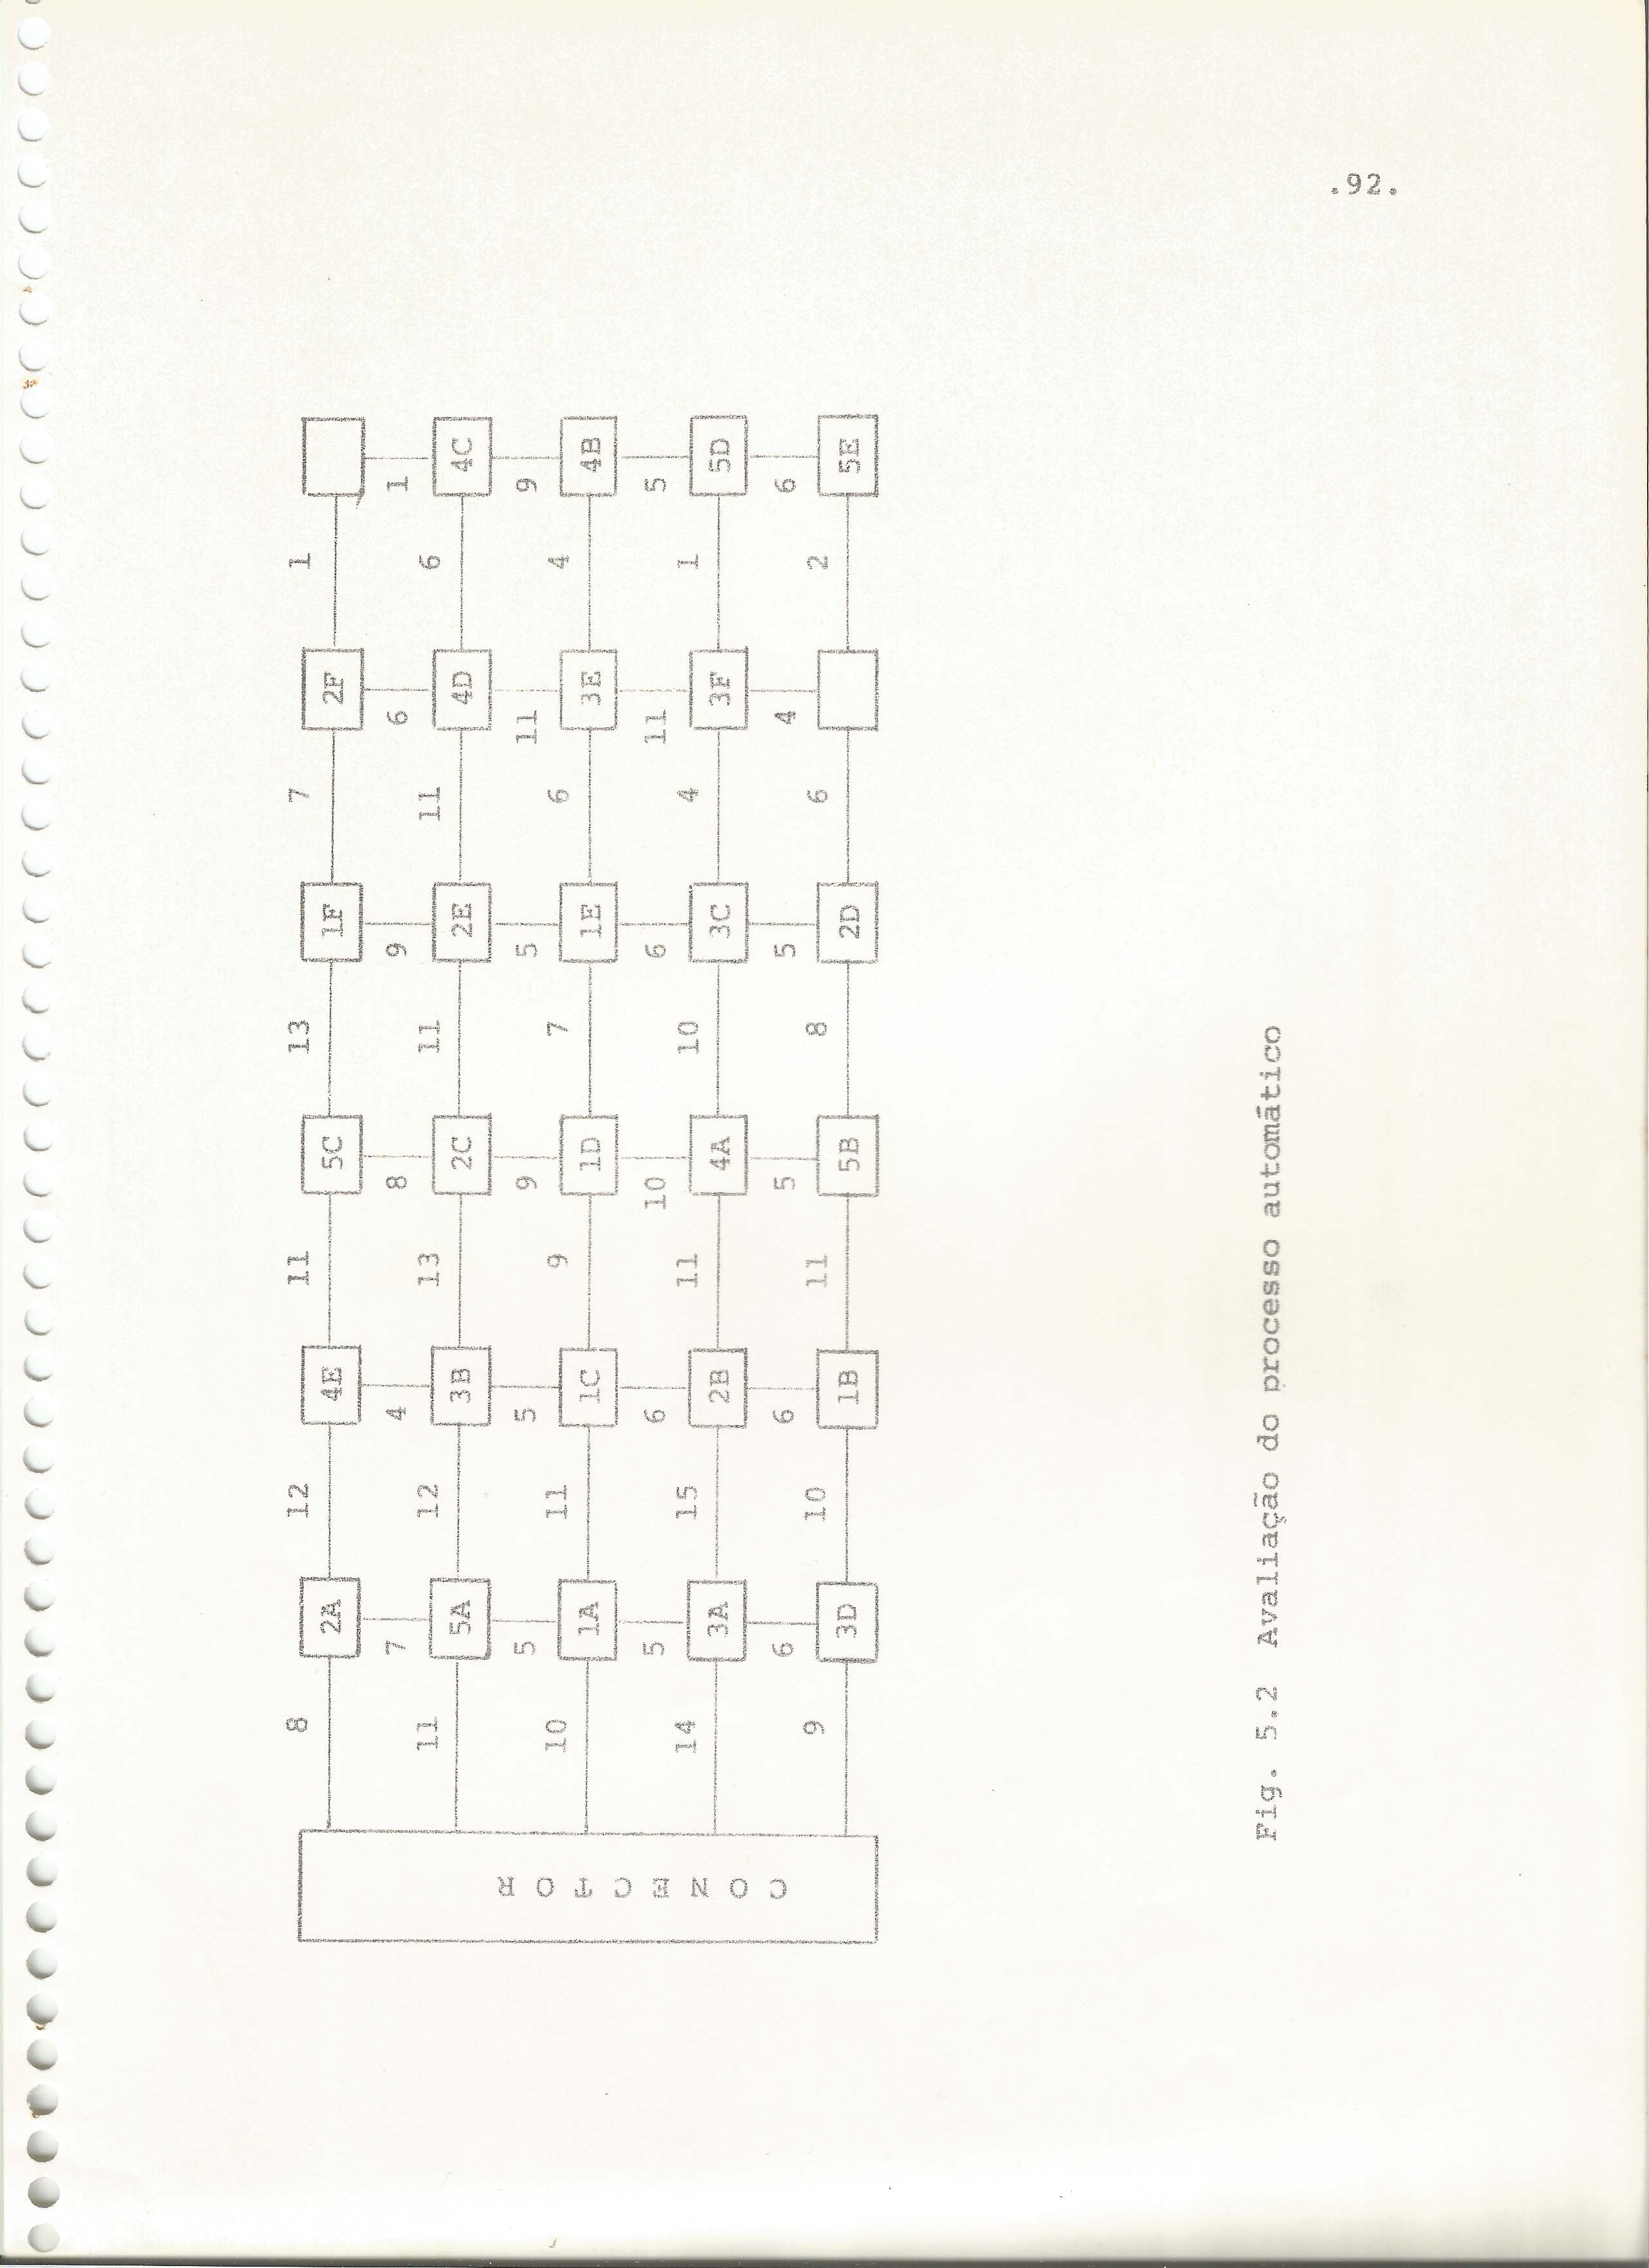 .92.
8 12 11 13 7 1
2A 4E 5C 1F 2F
7 4 8 9 6 1
11 12 13 11 11 6
5A 3B 2C 2E 4D 4C
5 5 9 5 11 9
10 11 9 7 6 4
1A 1C 1D 1E 3E 4B
5 6 10 6 11 5
14 15 11 10 4 1
3A 2B 4A 3C 3F 5D
6 6 5 5 4 6
9 10 11 8 6 2
3D 1B 5B 2D 5E
CONECTOR
Fig. 5.2 Avaliação do processo automático